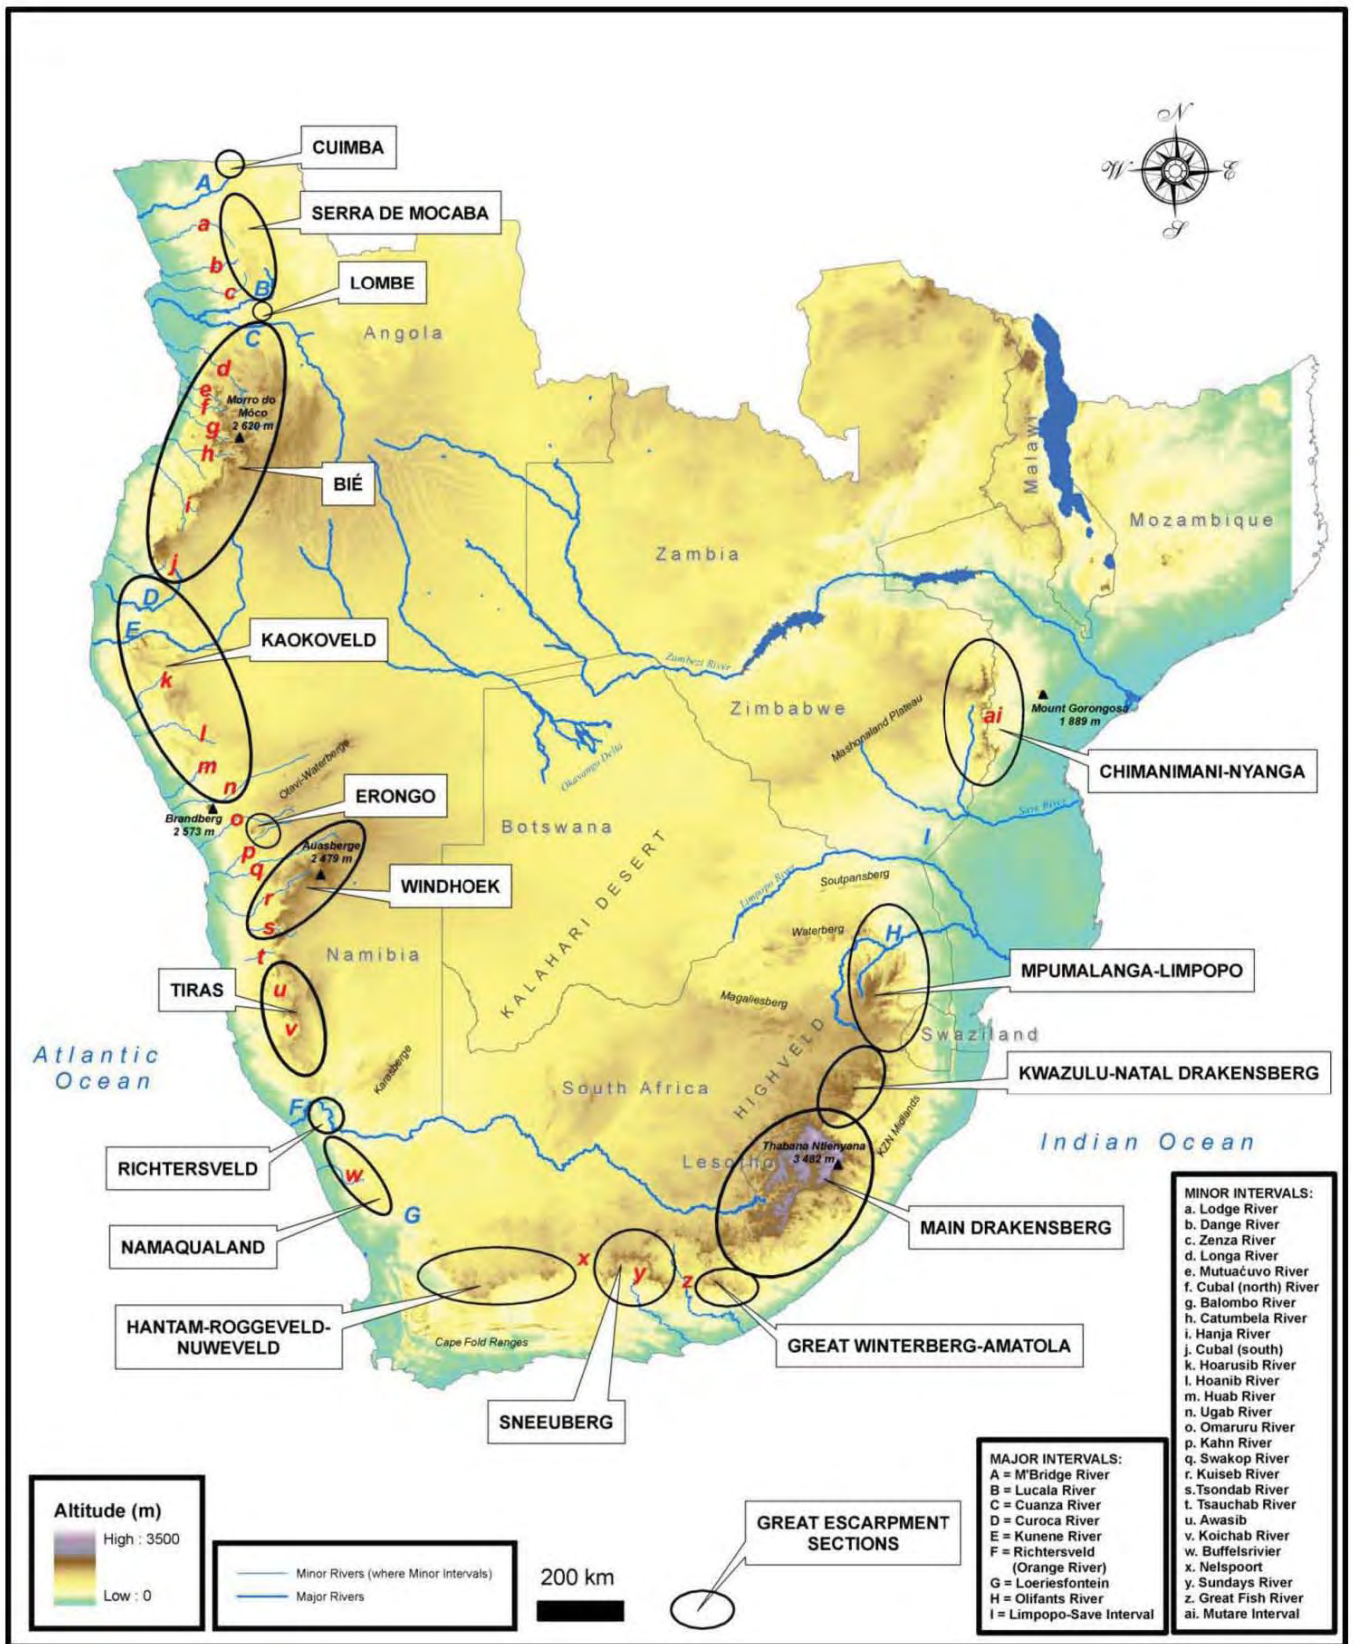 N
W
E
S
CUIMBA
A
SERRA DE MOCABA
a
b
B
c
LOMBE
C
Angola
d
e
Morro do
Môco
2 620 m
f
g
h
BIÉ
i
j
Malawi
Mozambique
Zambia
D
E
KAOKOVELD
k
Zambezi River
Zimbabwe
Mashonaland Plateau
ai
Mount Gorongosa
1 889 m
CHIMANIMANI-NYANGA
l
m
n
Otavi-Waterberge
Okavango Delta
ERONGO
Brandberg
2 573 m
o
p
q
Auasberge
2 479 m
Botswana
Save River
I
WINDHOEK
r
s
t
KALAHARI DESERT
Limpopo River
Soutpansberg
Waterberg
H
Namibia
MPUMALANGA-LIMPOPO
TIRAS
u
v
Magaliesberg
Swaziland
Atlantic
Ocean
Karasberge
South Africa
HIGHVELD
KWAZULU-NATAL DRAKENSBERG
F
KZN Midlands
Indian Ocean
RICHTERSVELD
Lesotho
Thabana Ntlenyana
3 482 m
w
G
NAMAQUALAND
MAIN DRAKENSBERG
x
y
z
HANTAM-ROGGEVELD-
NUWEVELD
Cape Fold Ranges
GREAT WINTERBERG-AMATOLA
SNEEUBERG
Altitude (m)
High : 3500
Low : 0
Minor Rivers (where Minor Intervals)
Major Rivers
200 km
GREAT ESCARPMENT
SECTIONS
MAJOR INTERVALS:
A = M'Bridge River
B = Lucala River
C = Cuanza River
D = Curoca River
E = Kunene River
F = Richtersveld
(Orange River)
G = Loeriesfontein
H = Olifants River
I = Limpopo-Save Interval
MINOR INTERVALS:
a. Lodge River
b. Dange River
c. Zenza River
d. Longa River
e. Mutuaćuvo River
f. Cubal (north) River
g. Balombo River
h. Catumbela River
i. Hanja River
j. Cubal (south)
k. Hoarusib River
l. Hoanib River
m. Huab River
n. Ugab River
o. Omaruru River
p. Kahn River
q. Swakop River
r. Kuiseb River
s.Tsondab River
t. Tsauchab River
u. Awasib
v. Koichab River
w. Buffelsrivier
x. Nelspoort
y. Sundays River
z. Great Fish River
ai. Mutare Interval